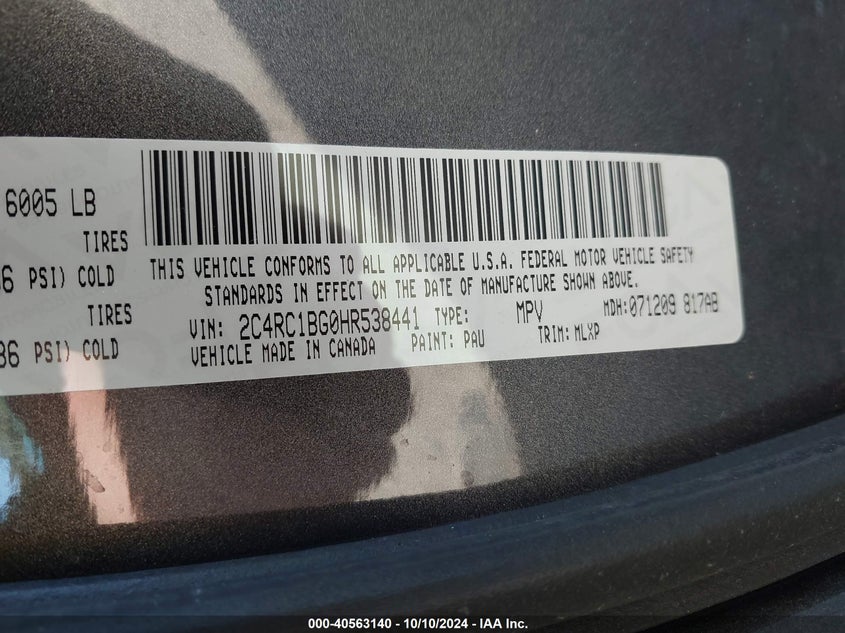 6005 LB
TIRES
36 PSI) COLD
TIRES
36 PSI) COLD
THIS VEHICLE CONFORMS TO ALL APPLICABLE U.S.A. FEDERAL MOTOR VEHICLE SAFETY
STANDARDS IN EFFECT ON THE DATE OF MANUFACTURE SHOWN ABOVE.
VIN: 2C4RC1BG0HR538441 TYPE: MPV MDH:071209 817AB
VEHICLE MADE IN CANADA PAINT: PAU TRIM: MLXP
000-40563140 - 10/10/2024 - IAA Inc.